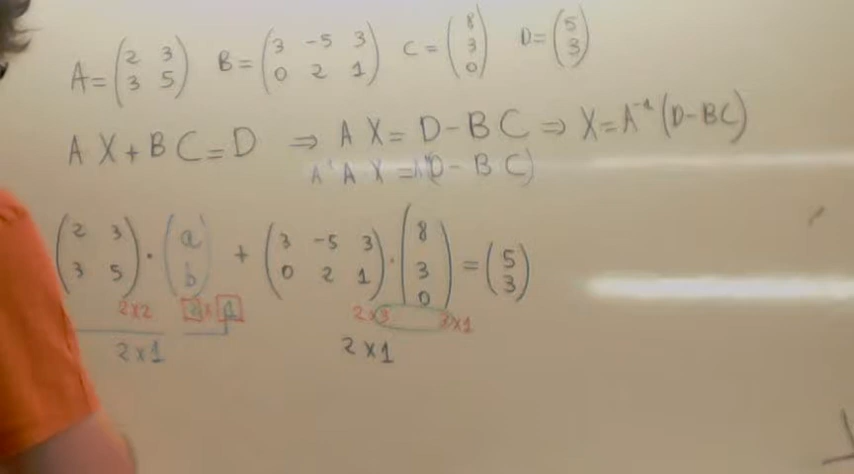 A = ( 2 3 ; 3 5 ) B = ( 3 -5 3 ; 0 2 1 ) C = ( 8 ; 3 ; 0 ) D = ( 5 ; 3 )
A X + B C = D ⇒ A X = D - B C ⇒ X = A⁻¹ (D - BC)
A⁻¹ A X = A⁻¹(D - B C)
( 2 3 ; 3 5 ) · ( a ; b ) + ( 3 -5 3 ; 0 2 1 ) · ( 8 ; 3 ; 0 ) = ( 5 ; 3 )
2x2 2x1 2x3 3x1
2x1 2x1